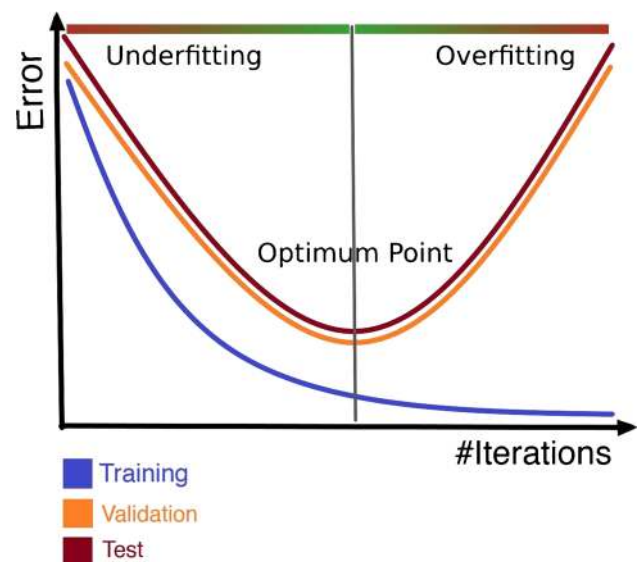 Underfitting
Overfitting
Error
Optimum Point
#Iterations
Training
Validation
Test